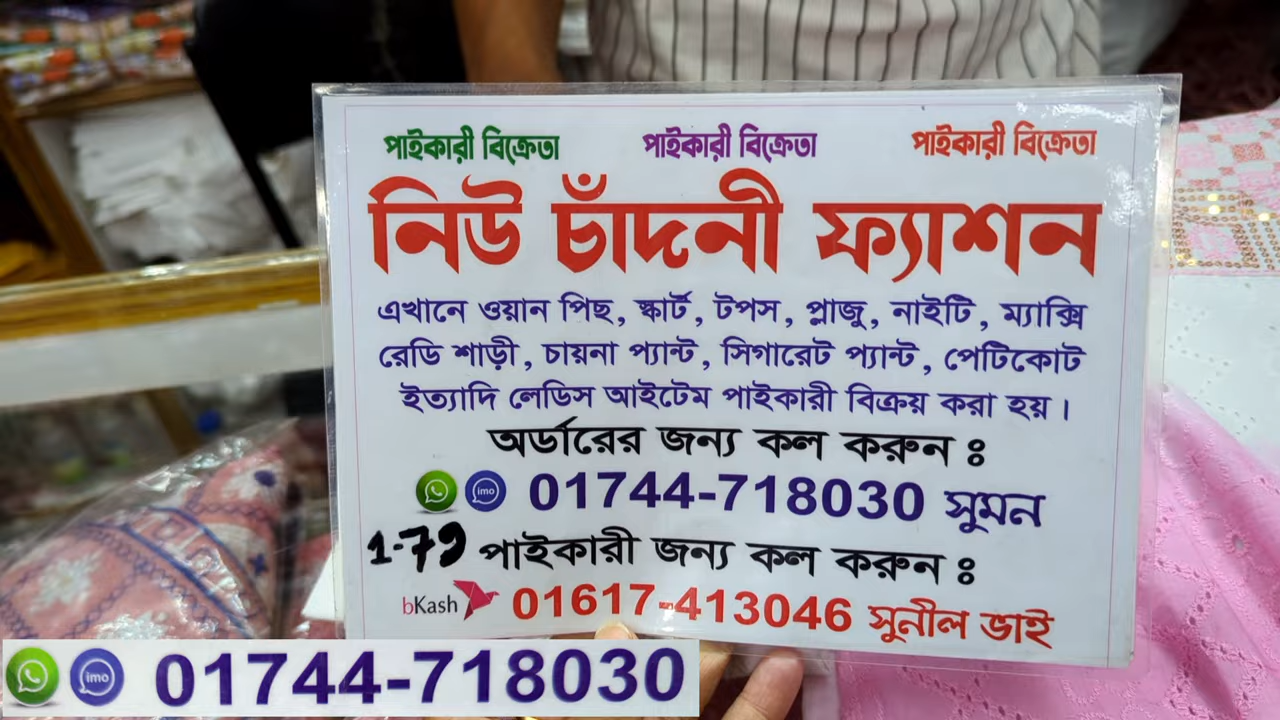 পাইকারী বিক্রেতা পাইকারী বিক্রেতা পাইকারী বিক্রেতা
নিউ চাঁদনী ফ্যাশন
এখানে ওয়ান পিছ, স্কার্ট, টপস, প্লাজু, নাইটি, ম্যাক্সি
রেডি শাড়ী, চায়না প্যান্ট, সিগারেট প্যান্ট, পেটিকোট
ইত্যাদি লেডিস আইটেম পাইকারী বিক্রয় করা হয়।
অর্ডারের জন্য কল করুন ঃ
imo 01744-718030 সুমন
1-79 পাইকারী জন্য কল করুন ঃ
bKash 01617-413046 সুনীল ভাই
imo 01744-718030